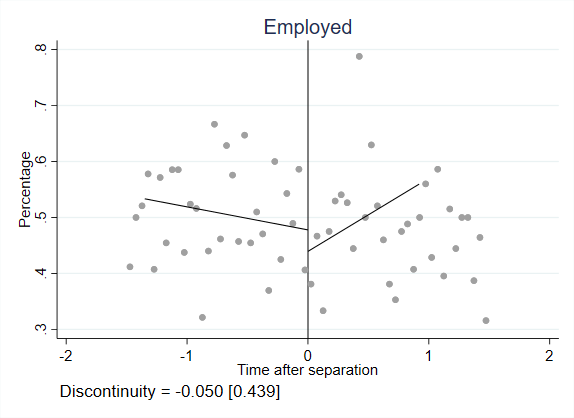 Employed
Percentage
.8
.7
.6
.5
.4
.3
-2 -1 0 1 2
Time after separation
Discontinuity = -0.050 [0.439]